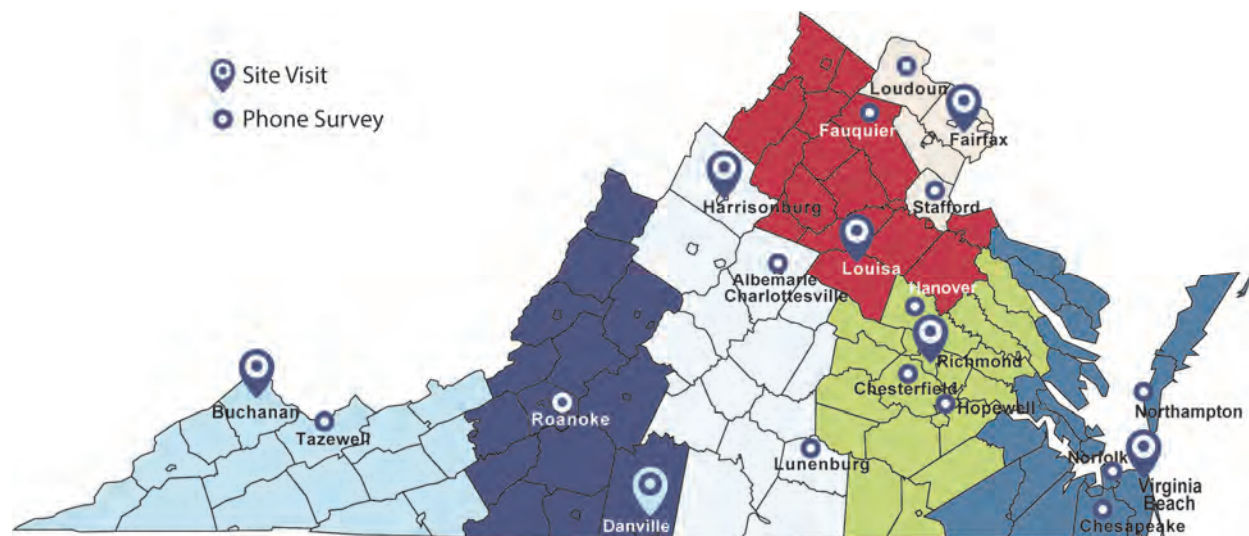 Site Visit
Phone Survey
Loudoun
Fairfax
Fauquier
Harrisonburg
Stafford
Louisa
Albemarle
Charlottesville
Hanover
Richmond
Chesterfield
Buchanan
Tazewell
Roanoke
Hopewell
Northampton
Lunenburg
Norfolk
Virginia
Beach
Danville
Chesapeake